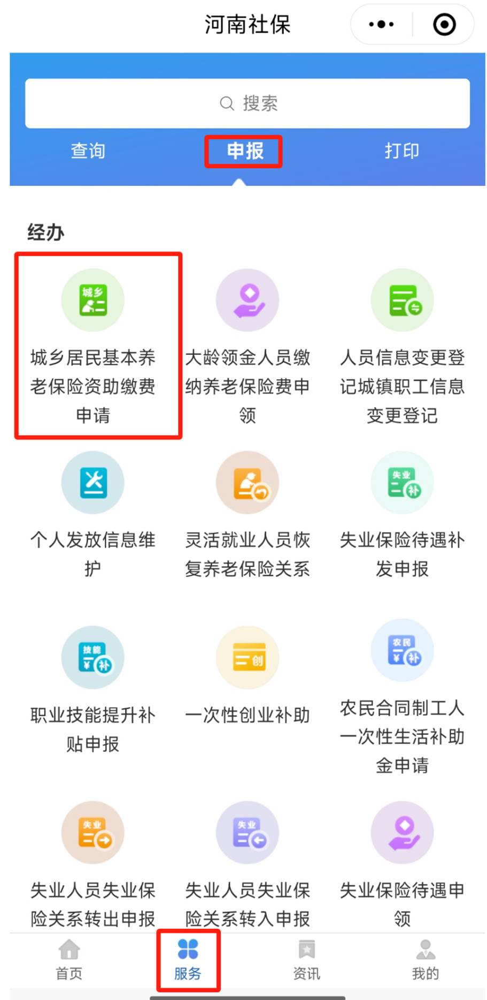 河南社保
搜索
查询 申报 打印
经办
城乡
城乡居民基本养
老保险资助缴费
申请
大龄领金人员缴
纳养老保险费申
领
人员信息变更登
记城镇职工信息
变更登记
个人发放信息维
护
灵活就业人员恢
复养老保险关系
失业
补
失业保险待遇补
发申报
技能
¥ 补
职业技能提升补
贴申报
创
一次性创业补助
农民
¥ 补
农民合同制工人
一次性生活补助
金申请
失业
失业人员失业保
险关系转出申报
失业
失业人员失业保
险关系转入申报
失业保险待遇申
领
首页 服务 资讯 我的